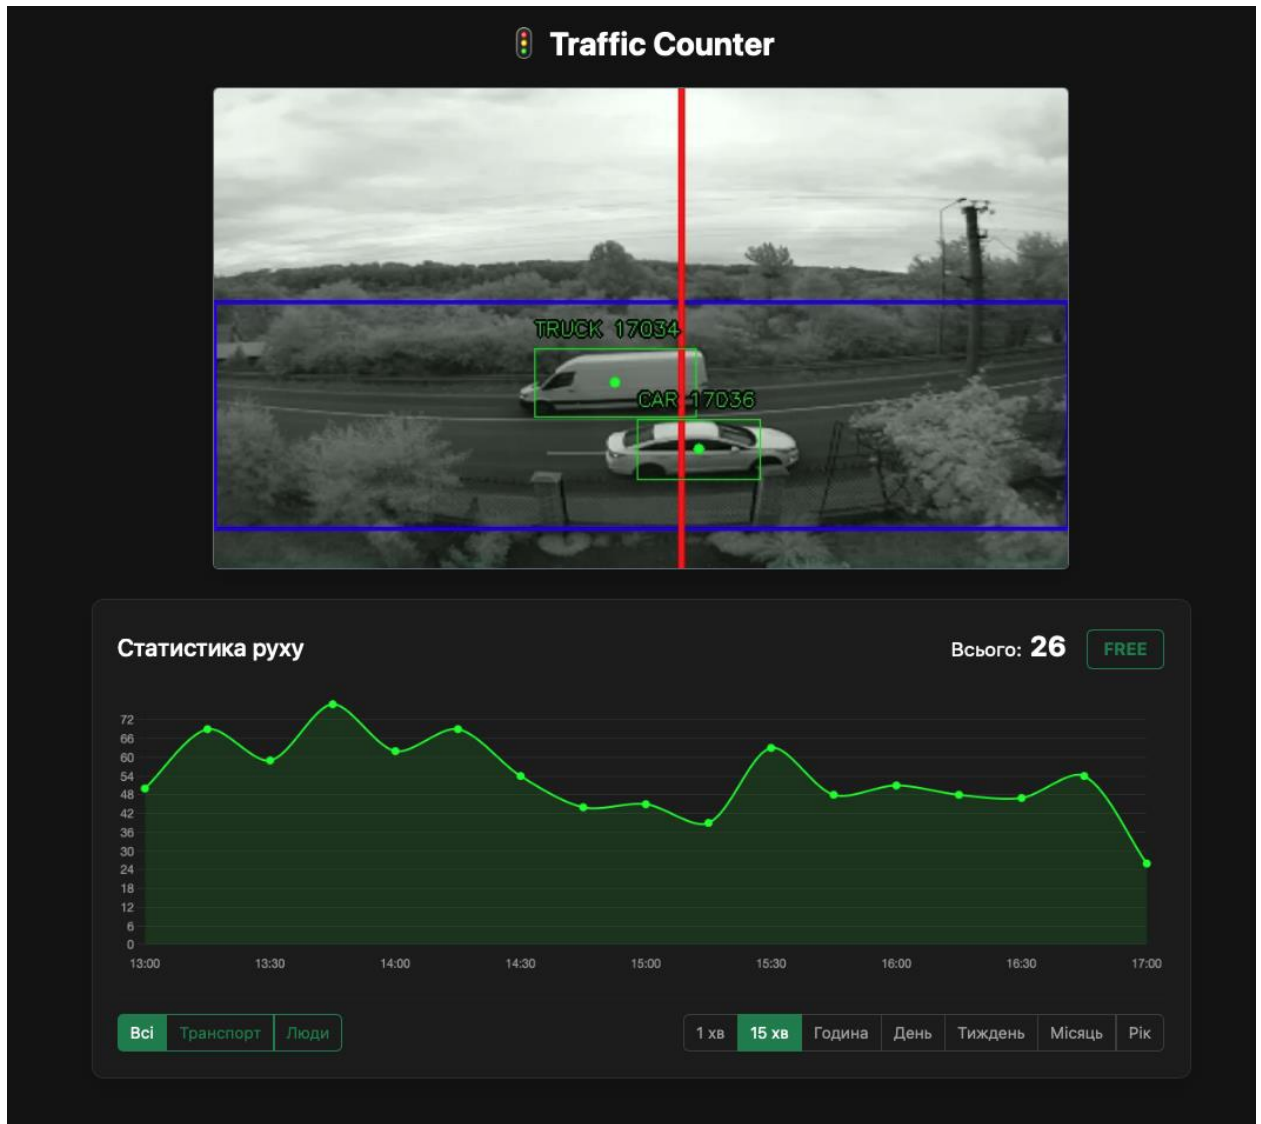 Traffic Counter
TRUCK 17034
CAR 17036
Статистика руху
Всього: 26 FREE
72
66
60
54
48
42
36
30
24
18
12
6
0
13:00 13:30 14:00 14:30 15:00 15:30 16:00 16:30 17:00
Всі Транспорт Люди 1 хв 15 хв Година День Тиждень Місяць Рік